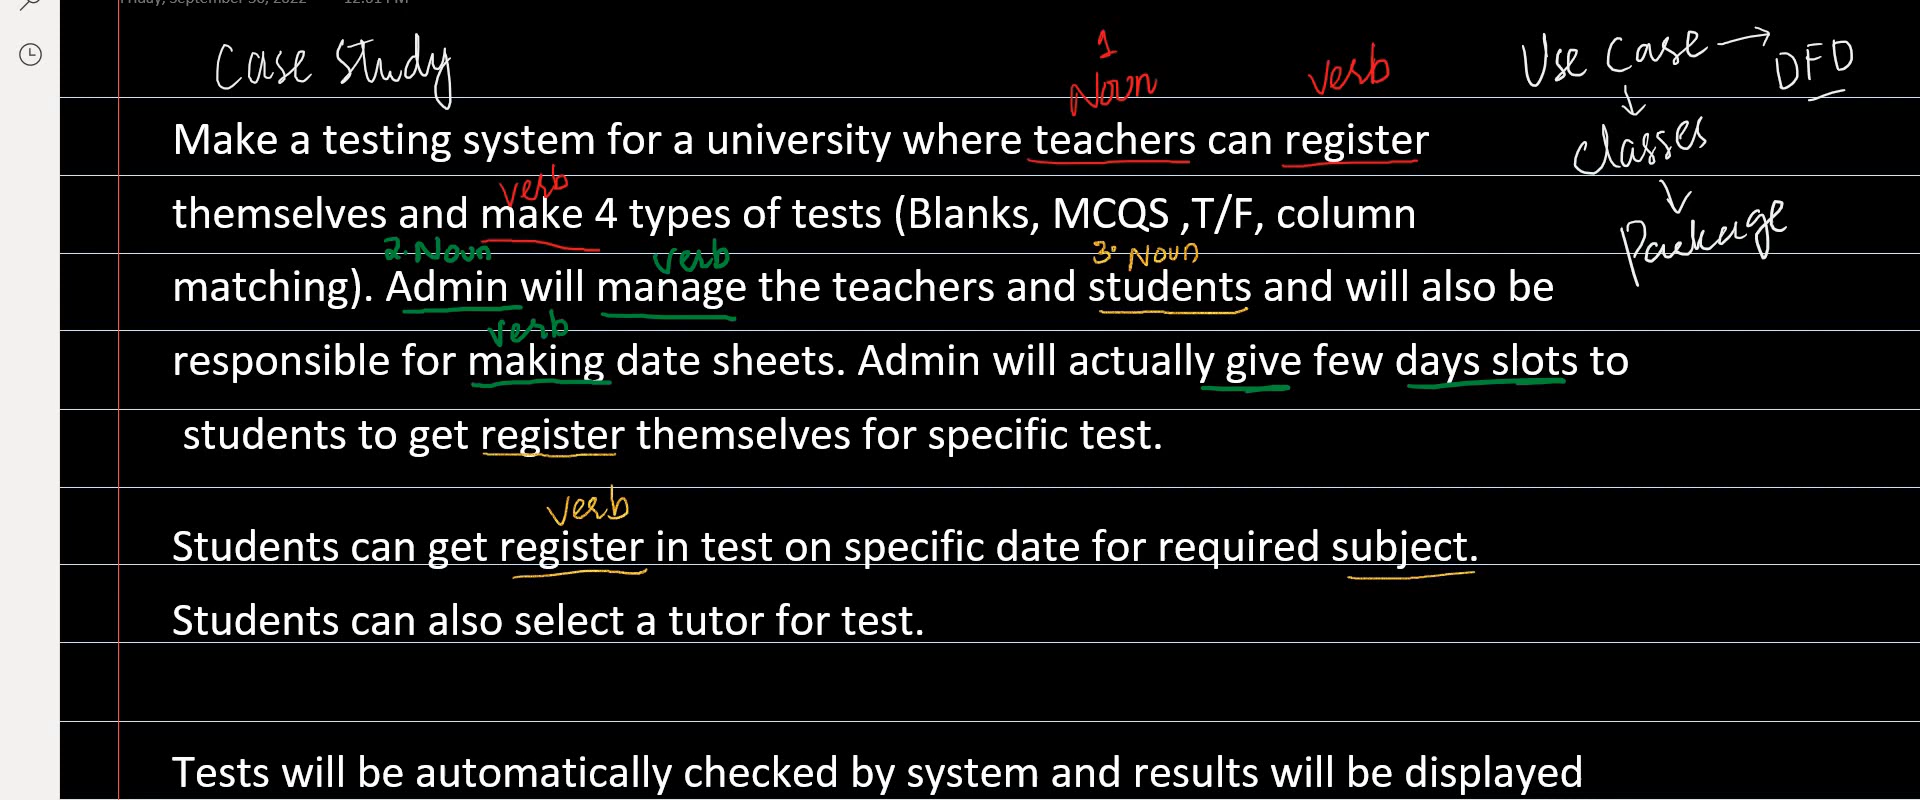 Case Study
1
Noun
verb
Use Case → DFD
↓
Classes
↓
Package
Make a testing system for a university where teachers can register
verb
themselves and make 4 types of tests (Blanks, MCQS ,T/F, column
2. Noun
verb
3. Noun
matching). Admin will manage the teachers and students and will also be
verb
responsible for making date sheets. Admin will actually give few days slots to
students to get register themselves for specific test.
verb
Students can get register in test on specific date for required subject.
Students can also select a tutor for test.
Tests will be automatically checked by system and results will be displayed